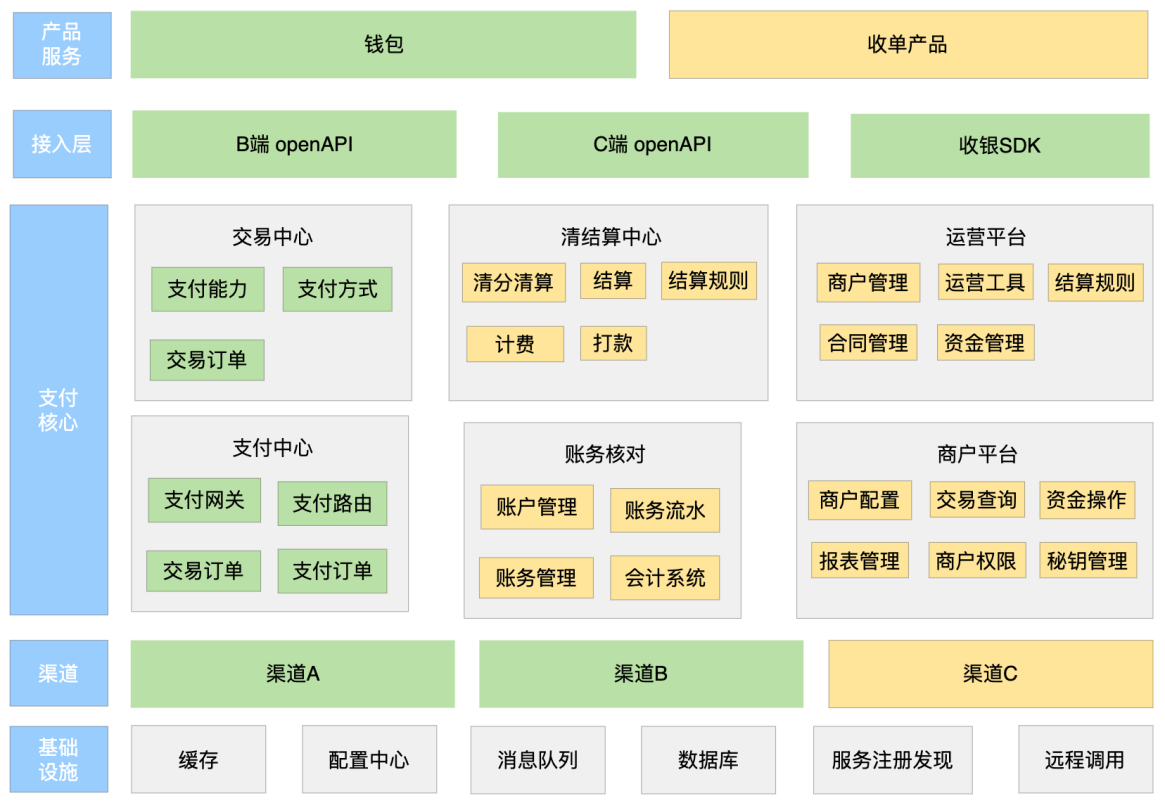 产品
服务
钱包
收单产品
接入层
B端 openAPI
C端 openAPI
收银SDK
支付
核心
交易中心
支付能力
支付方式
交易订单
清结算中心
清分清算
结算
结算规则
计费
打款
运营平台
商户管理
运营工具
结算规则
合同管理
资金管理
支付中心
支付网关
支付路由
交易订单
支付订单
账务核对
账户管理
账务流水
账务管理
会计系统
商户平台
商户配置
交易查询
资金操作
报表管理
商户权限
秘钥管理
渠道
渠道A
渠道B
渠道C
基础
设施
缓存
配置中心
消息队列
数据库
服务注册发现
远程调用